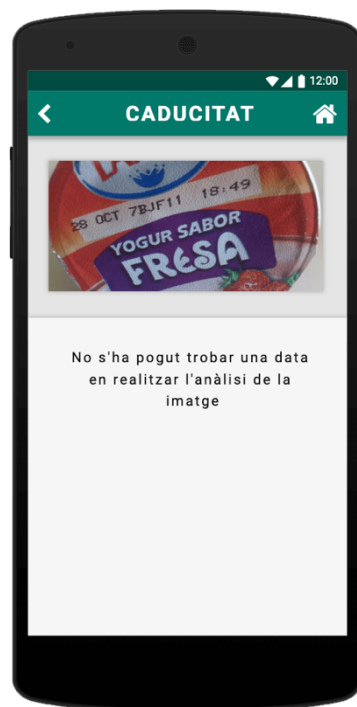 12:00
CADUCITAT
28 OCT 7BJF11 18:49
YOGUR SABOR
FRESA
No s'ha pogut trobar una data
en realitzar l'anàlisi de la
imatge